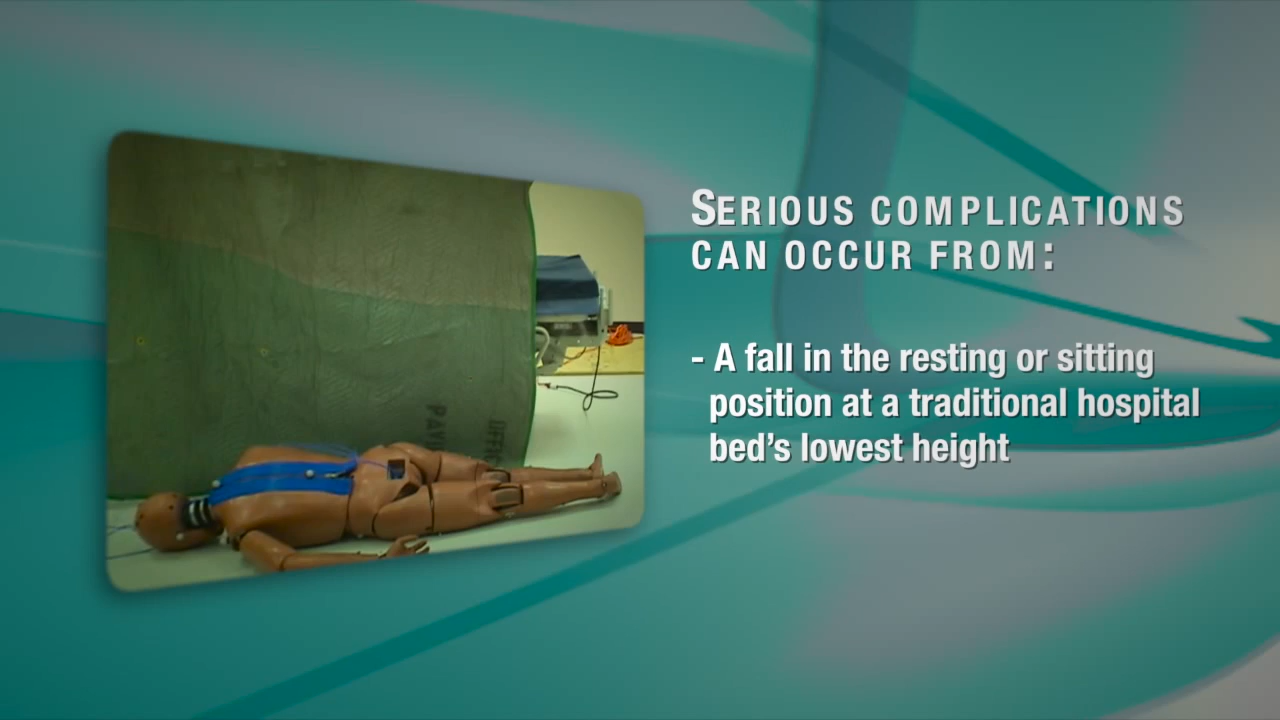 SERIOUS COMPLICATIONS
CAN OCCUR FROM:
- A fall in the resting or sitting
position at a traditional hospital
bed's lowest height